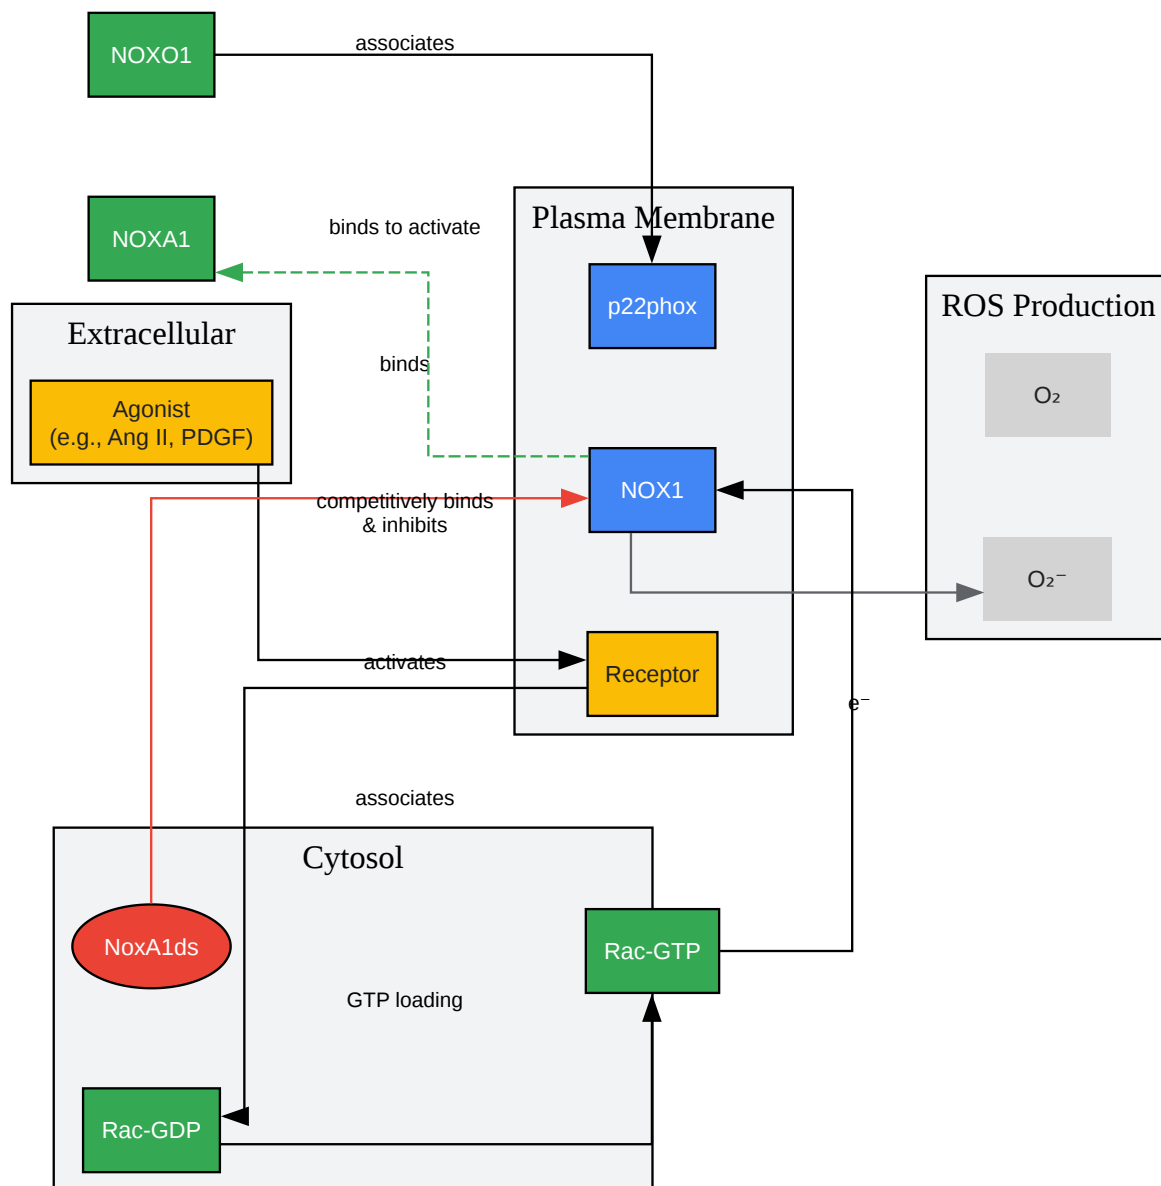 NOXO1
associates
NOXA1
binds to activate
Plasma Membrane
p22phox
ROS Production
O₂
Extracellular
binds
Agonist
(e.g., Ang II, PDGF)
NOX1
competitively binds
& inhibits
O₂⁻
activates
Receptor
e⁻
associates
Cytosol
NoxA1ds
Rac-GTP
GTP loading
Rac-GDP